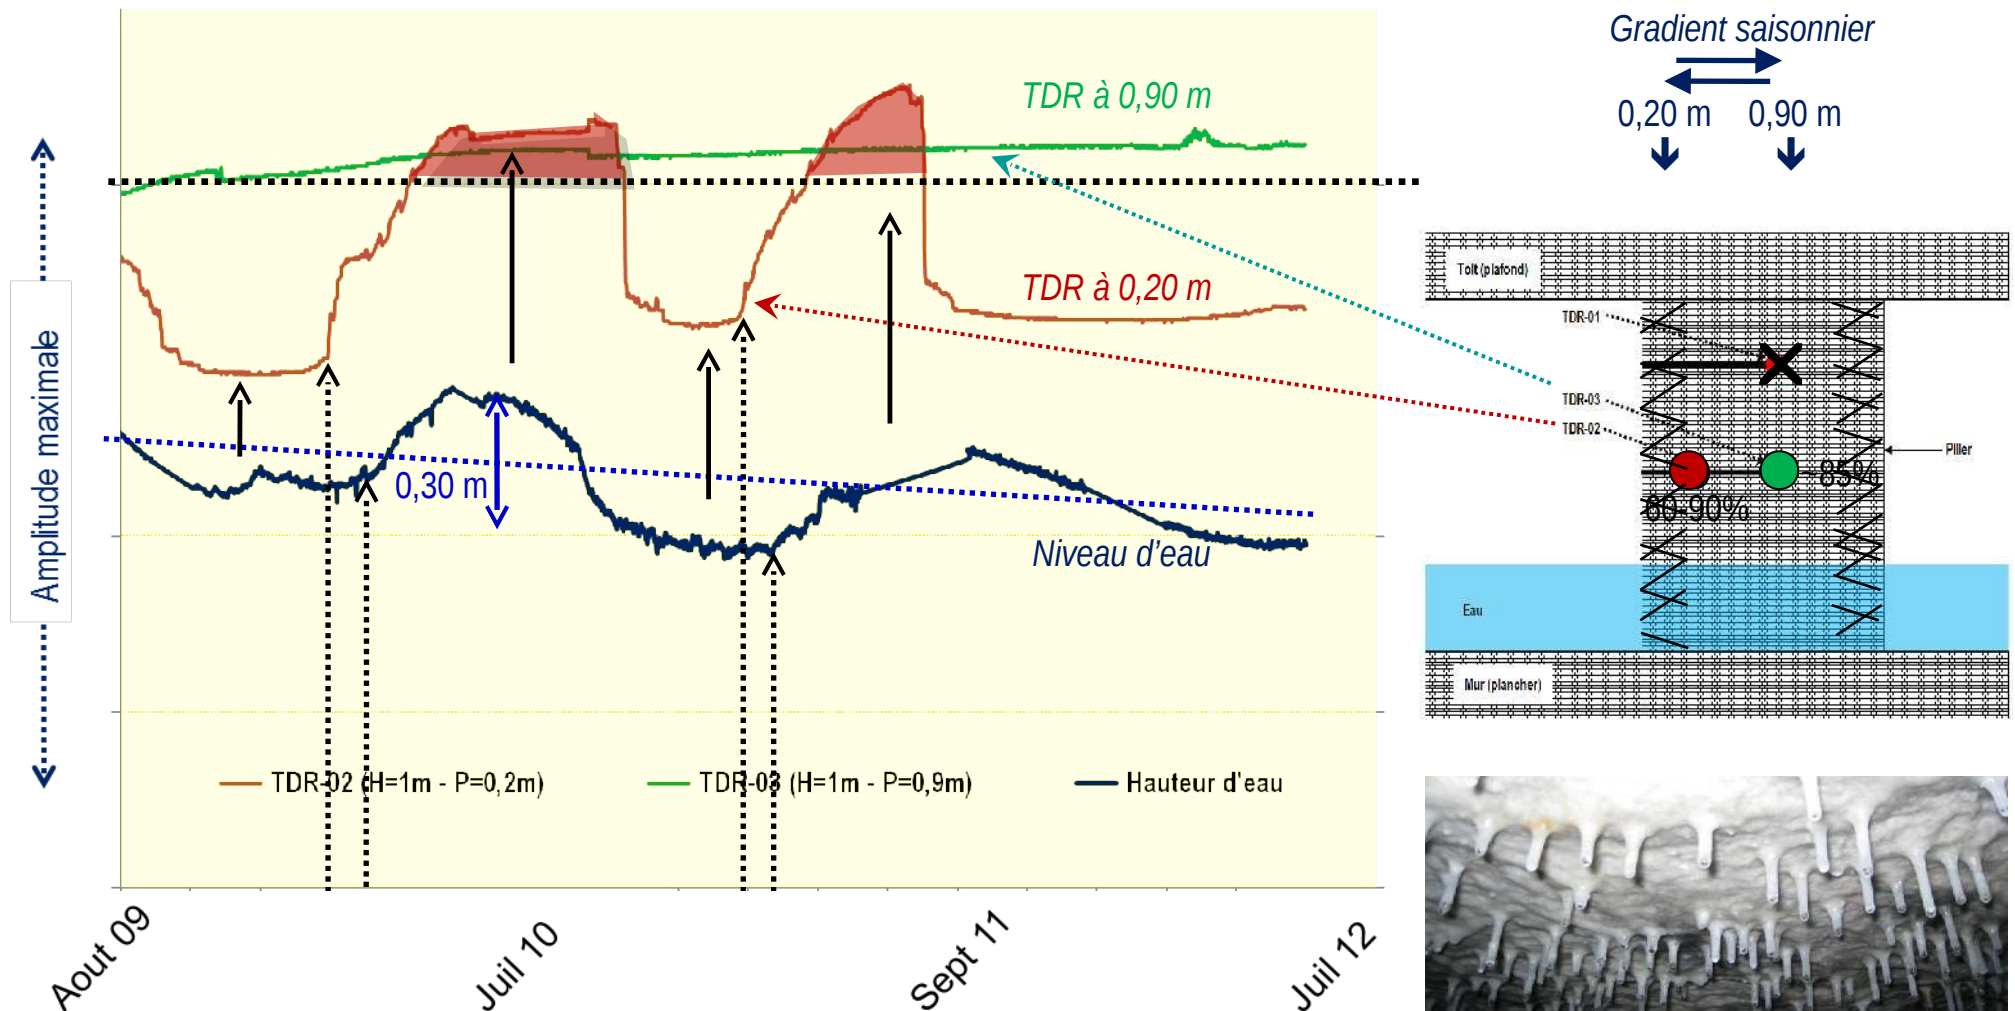 Gradient saisonnier
0,20 m
0,90 m
TDR à 0,90 m
TDR à 0,20 m
Amplitude maximale
0,30 m
Niveau d'eau
TDR-02 (H=1m - P=0,2m)
TDR-03 (H=1m - P=0,9m)
Hauteur d'eau
Aout 09
Juil 10
Sept 11
Juil 12
Toit (plafond)
TDR-01
TDR-03
TDR-02
Pilier
~85%
60-90%
Eau
Mur (plancher)